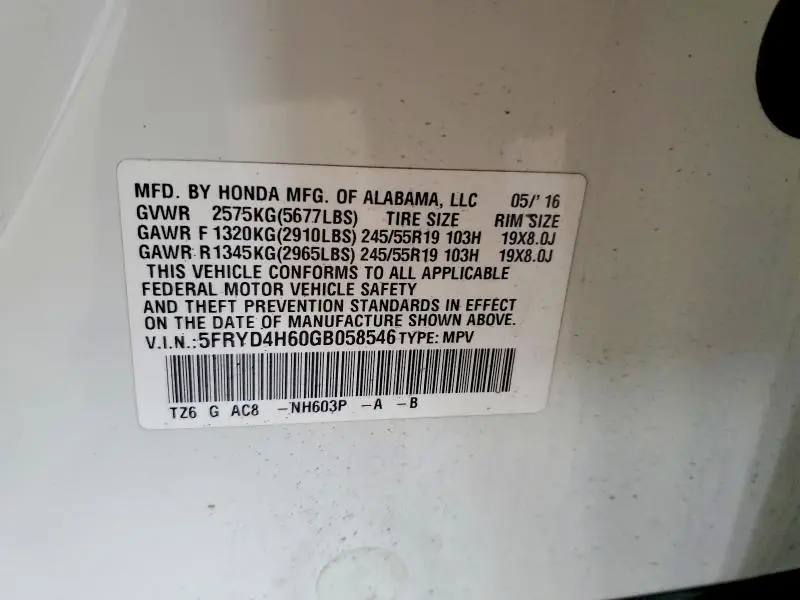 MFD. BY HONDA MFG. OF ALABAMA, LLC 05/' 16
GVWR 2575KG(5677LBS) TIRE SIZE RIM SIZE
GAWR F 1320KG(2910LBS) 245/55R19 103H 19X8.0J
GAWR R1345KG(2965LBS) 245/55R19 103H 19X8.0J
THIS VEHICLE CONFORMS TO ALL APPLICABLE
FEDERAL MOTOR VEHICLE SAFETY
AND THEFT PREVENTION STANDARDS IN EFFECT
ON THE DATE OF MANUFACTURE SHOWN ABOVE.
V.I.N.:5FRYD4H60GB058546 TYPE: MPV
TZ6 G AC8 -NH603P -A -B